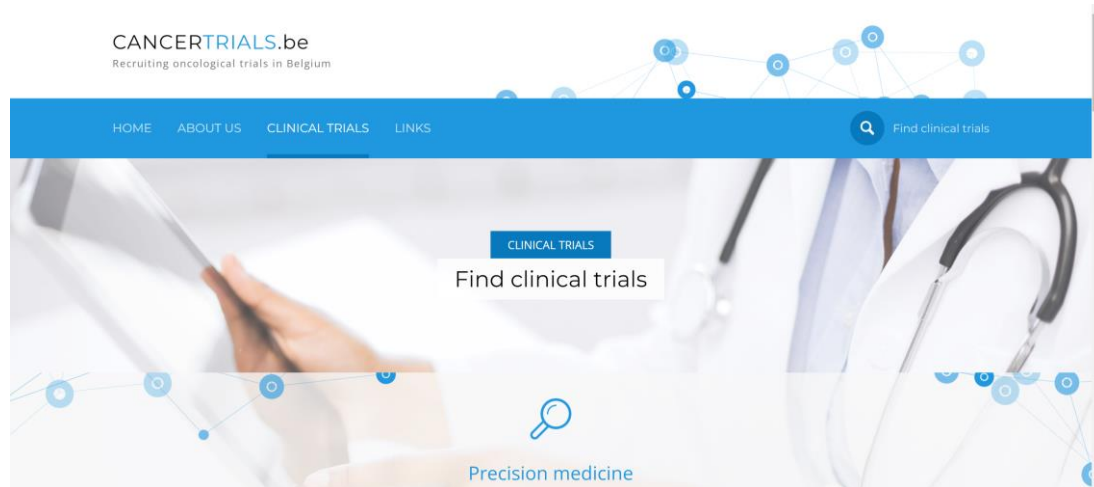 CANCERTRIALS.be
Recruiting oncological trials in Belgium
HOME ABOUT US CLINICAL TRIALS LINKS Find clinical trials
CLINICAL TRIALS
Find clinical trials
Precision medicine